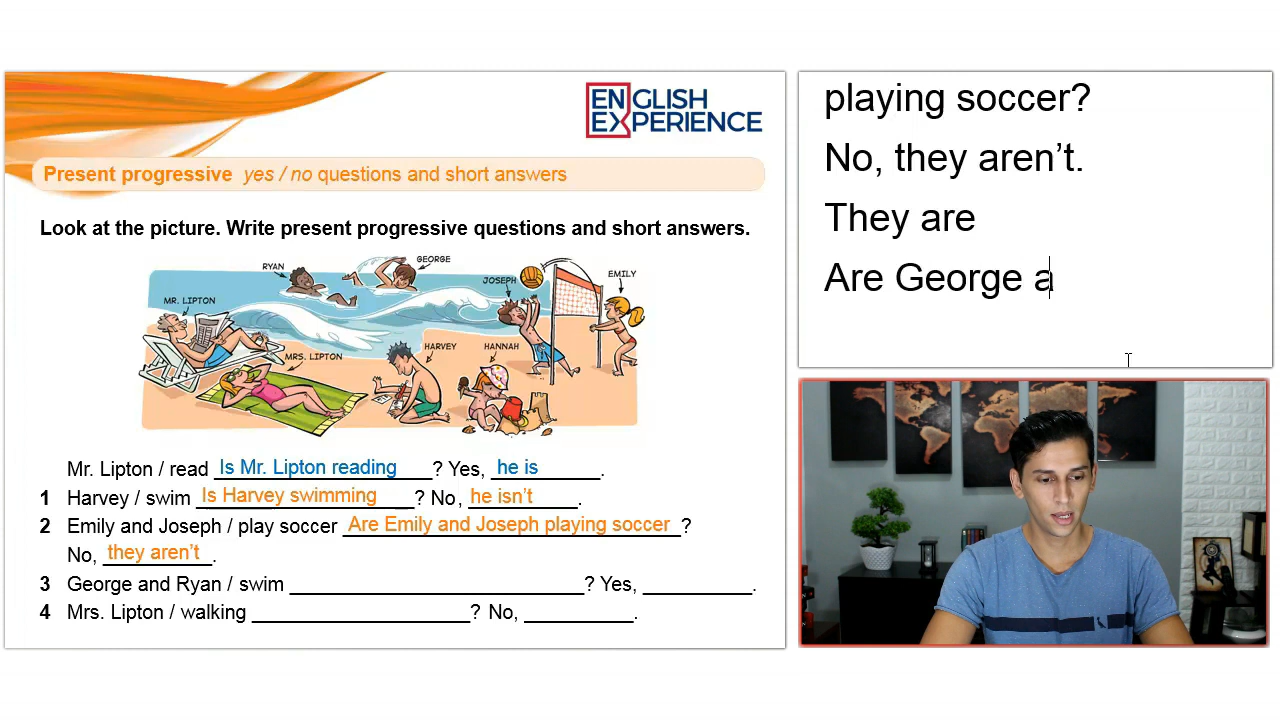 ENGLISH
EXPERIENCE
Present progressive yes / no questions and short answers
Look at the picture. Write present progressive questions and short answers.
RYAN
GEORGE
JOSEPH
EMILY
MR. LIPTON
MRS. LIPTON
HARVEY
HANNAH
Mr. Lipton / read Is Mr. Lipton reading ? Yes, he is .
1 Harvey / swim Is Harvey swimming ? No, he isn’t .
2 Emily and Joseph / play soccer Are Emily and Joseph playing soccer ?
No, they aren’t .
3 George and Ryan / swim ? Yes, .
4 Mrs. Lipton / walking ? No, .
playing soccer?
No, they aren’t.
They are
Are George a